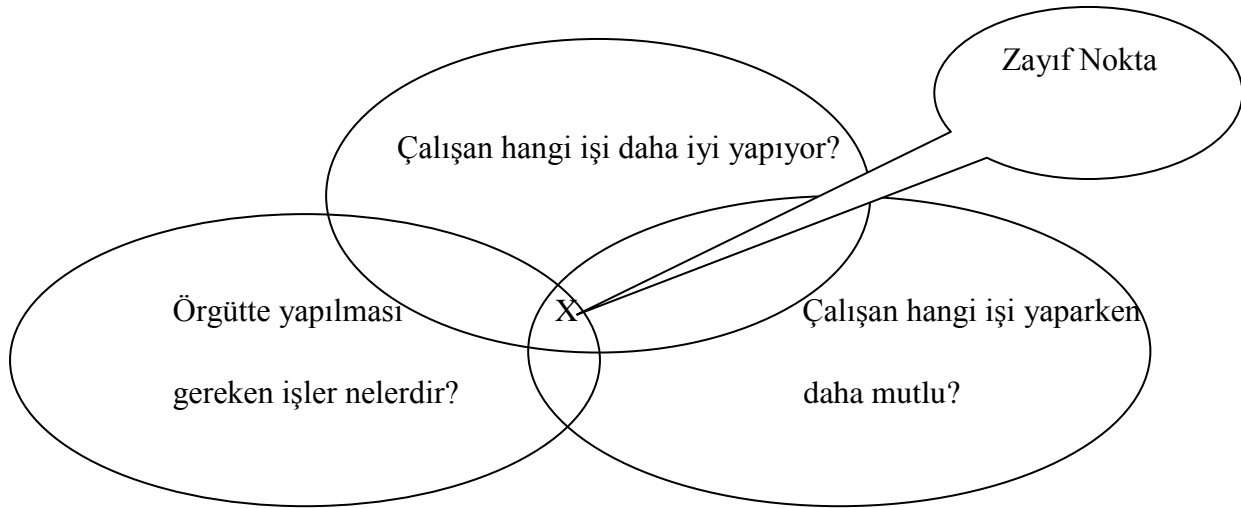 Zayıf Nokta
Çalışan hangi işi daha iyi yapıyor?
Örgütte yapılması
gereken işler nelerdir?
X
Çalışan hangi işi yaparken
daha mutlu?